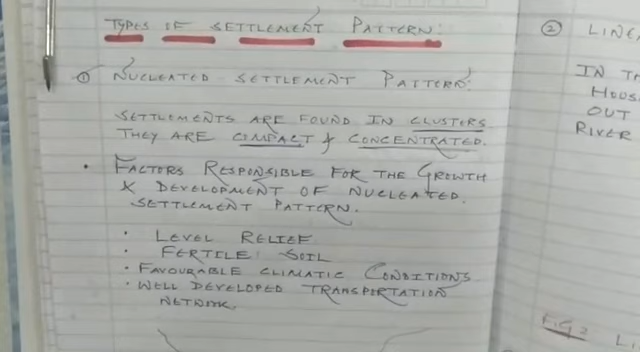 TYPES OF SETTLEMENT PATTERN:
① NUCLEATED SETTLEMENT PATTERN:
SETTLEMENTS ARE FOUND IN CLUSTERS
THEY ARE COMPACT & CONCENTRATED.
• FACTORS RESPONSIBLE FOR THE GROWTH
& DEVELOPMENT OF NUCLEATED.
SETTLEMENT PATTERN.
• LEVEL RELIEF
• FERTILE SOIL
• FAVOURABLE CLIMATIC CONDITIONS
• WELL DEVELOPED TRANSPORTATION
NETWORK.
② LINEA
IN TH
HOUS
OUT
RIVER
FIG 2 LI